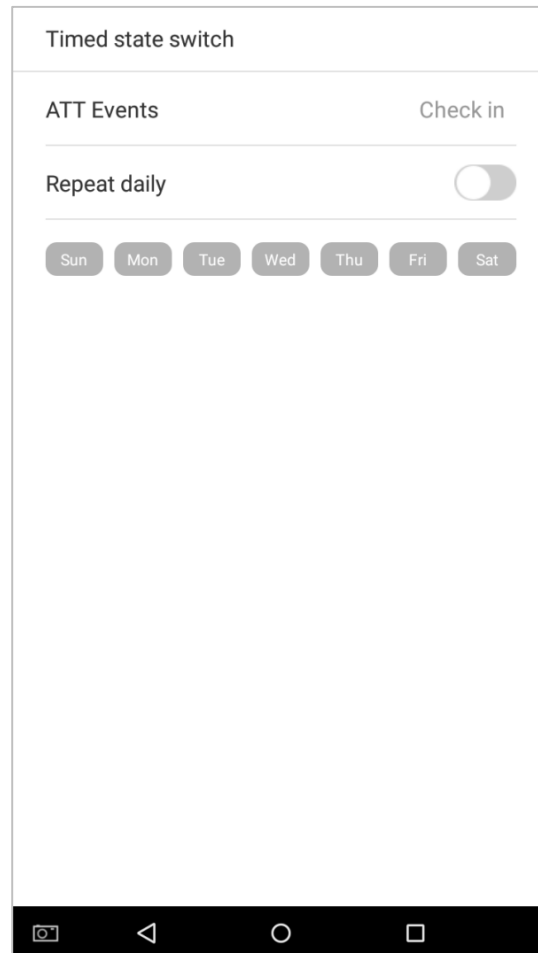 Timed state switch
ATT Events Check in
Repeat daily
Sun Mon Tue Wed Thu Fri Sat